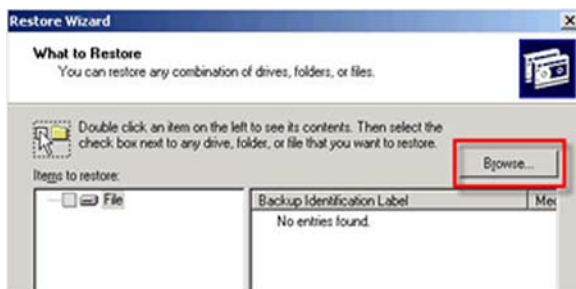 Restore Wizard
What to Restore
You can restore any combination of drives, folders, or files.
Double click an item on the left to see its contents. Then select the
check box next to any drive, folder, or file that you want to restore.
Browse...
Items to restore:
File
Backup Identification Label
No entries found.